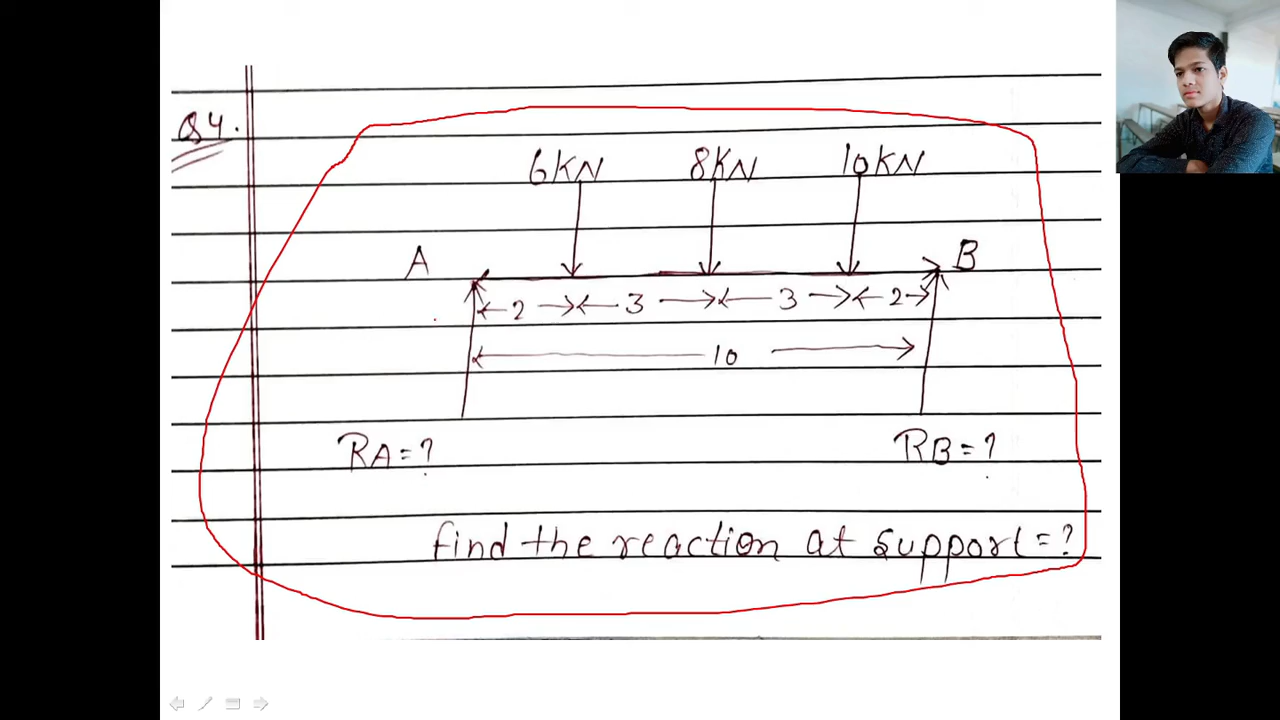 Q4.
6KN 8KN 10KN
A B
2 3 3 2
10
RA=? RB=?
find the reaction at support=?